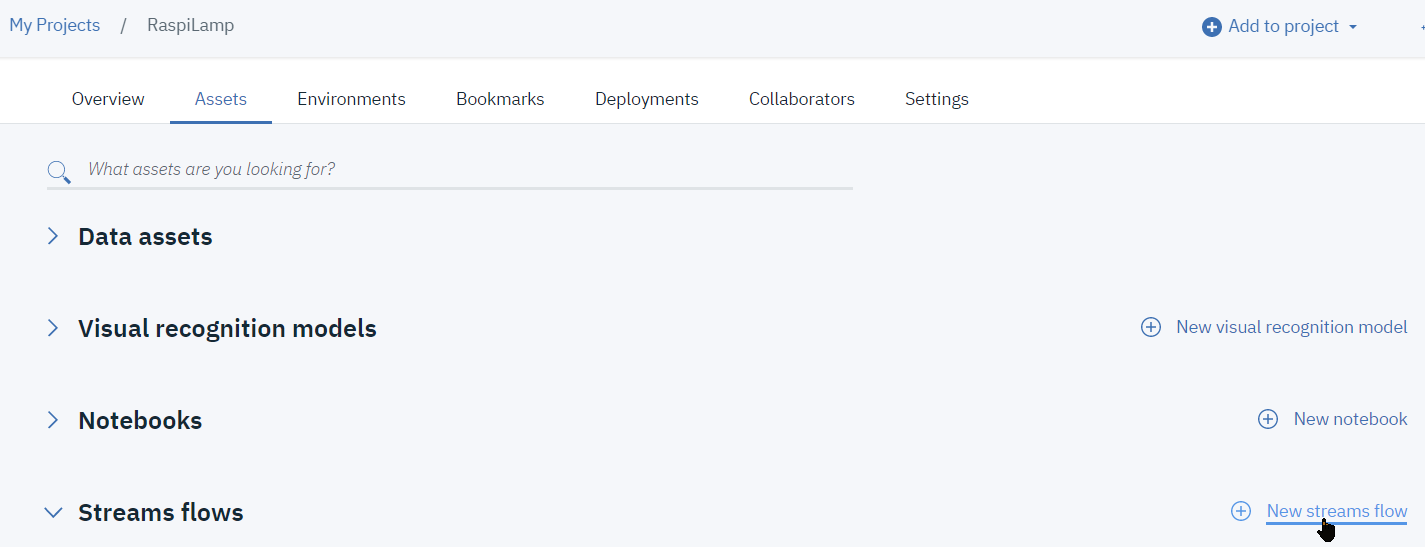 My Projects / RaspiLamp Add to project
Overview Assets Environments Bookmarks Deployments Collaborators Settings
What assets are you looking for?
Data assets
Visual recognition models New visual recognition model
Notebooks New notebook
Streams flows New streams flow